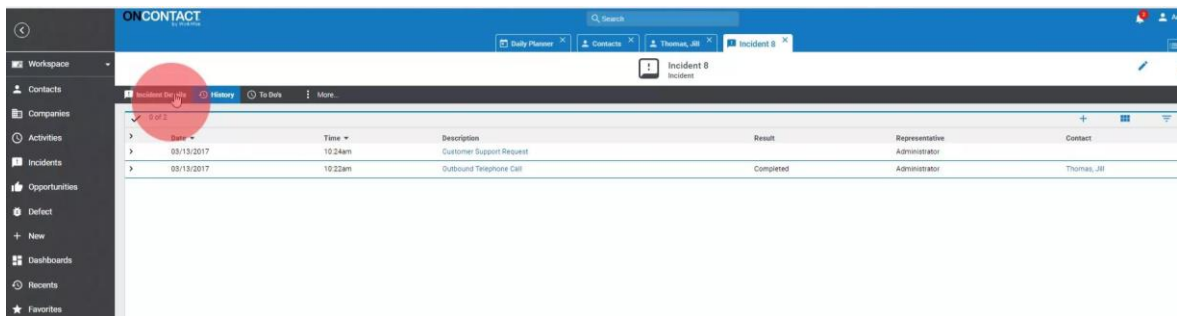 ONCONTACT
Search
Daily Planner
Contacts
Thomas, Jill
Incident 8
Workspace
Contacts
Companies
Activities
Incidents
Opportunities
Defect
New
Dashboards
Recents
Favorites
Incident 8
Incident
Incident Details History To Do's More...
0 of 2
Date Time Description Result Representative Contact
03/13/2017 10:24am Customer Support Request Administrator
03/13/2017 10:22am Outbound Telephone Call Completed Administrator Thomas, Jill